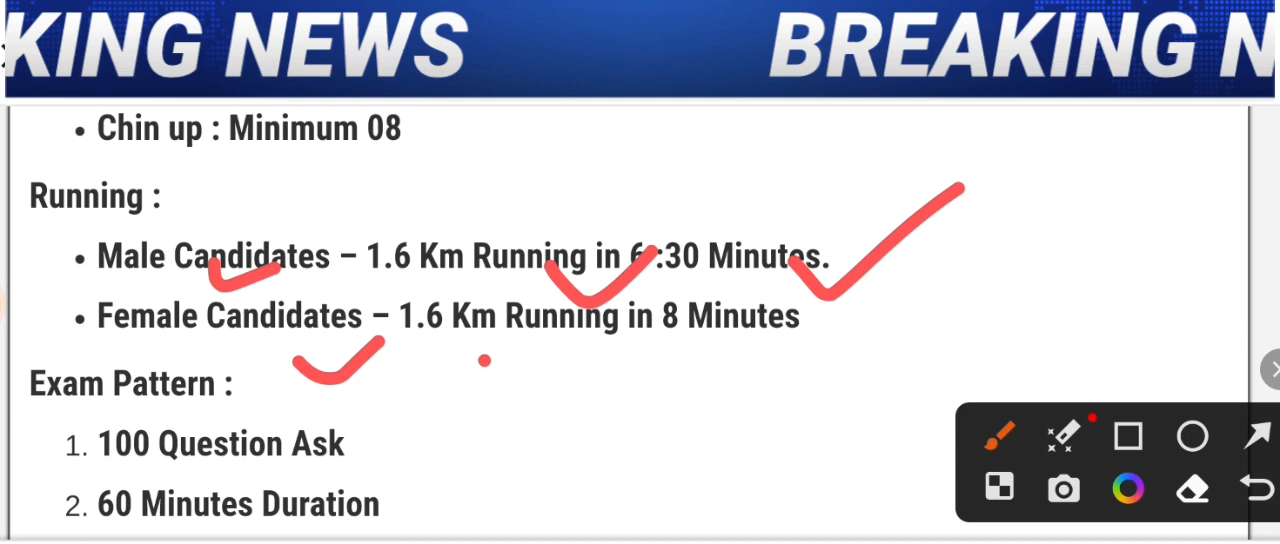 KING NEWS BREAKING N
• Chin up : Minimum 08
Running :
• Male Candidates – 1.6 Km Running in 6 :30 Minutes.
• Female Candidates – 1.6 Km Running in 8 Minutes
Exam Pattern :
1. 100 Question Ask
2. 60 Minutes Duration